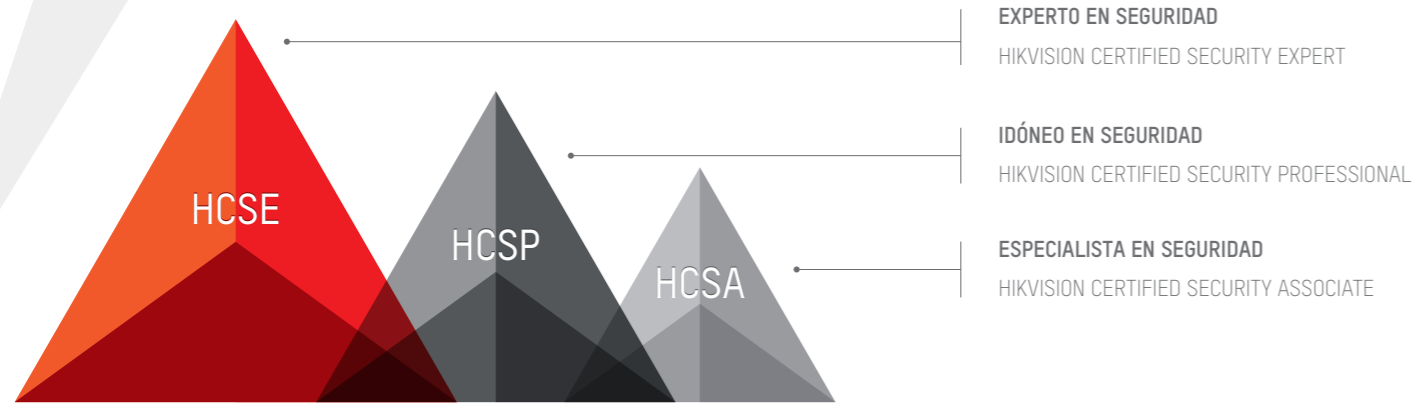 EXPERTO EN SEGURIDAD
HIKVISION CERTIFIED SECURITY EXPERT
IDÓNEO EN SEGURIDAD
HIKVISION CERTIFIED SECURITY PROFESSIONAL
ESPECIALISTA EN SEGURIDAD
HIKVISION CERTIFIED SECURITY ASSOCIATE
HCSE
HCSP
HCSA